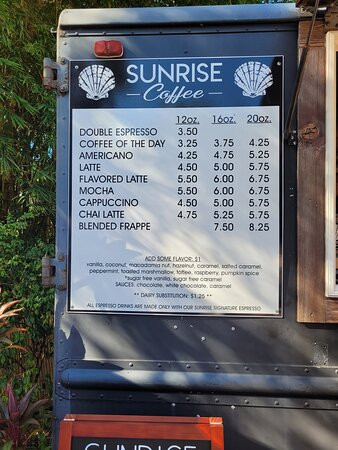 SUNRISE
Coffee
12oz. 16oz. 20oz.
DOUBLE ESPRESSO 3.50
COFFEE OF THE DAY 3.25 3.75 4.25
AMERICANO 4.25 4.75 5.25
LATTE 4.50 5.00 5.75
FLAVORED LATTE 5.50 6.00 6.75
MOCHA 5.50 6.00 6.75
CAPPUCCINO 4.50 5.00 5.75
CHAI LATTE 4.75 5.25 5.75
BLENDED FRAPPE 7.50 8.25
ADD SOME FLAVOR: $1
vanilla, coconut, macadamia nut, hazelnut, caramel, salted caramel,
peppermint, toasted marshmallow, toffee, raspberry, pumpkin spice
*sugar free vanilla, sugar free caramel
SAUCES: chocolate, white chocolate, caramel
** DAIRY SUBSTITUTION: $1.25 **
ALL ESPRESSO DRINKS ARE MADE ONLY WITH OUR SUNRISE SIGNATURE ESPRESSO
SUNRISE